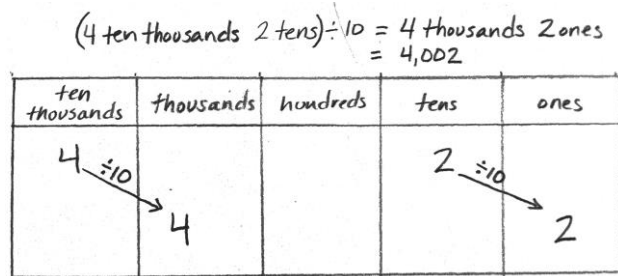 (4 ten thousands 2 tens) ÷ 10 = 4 thousands 2 ones
= 4,002
ten thousands thousands hundreds tens ones
4 ÷10 2 ÷10
4 2